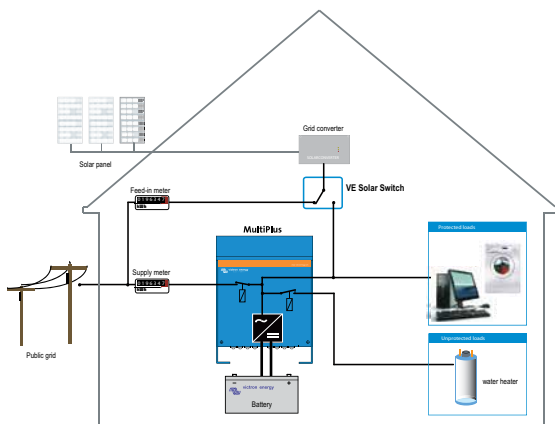 Grid converter
Solar panel
Feed-in meter
VE Solar Switch
MultiPlus
Protected loads
Supply meter
Public grid
Unprotected loads
water heater
victron energy
Battery